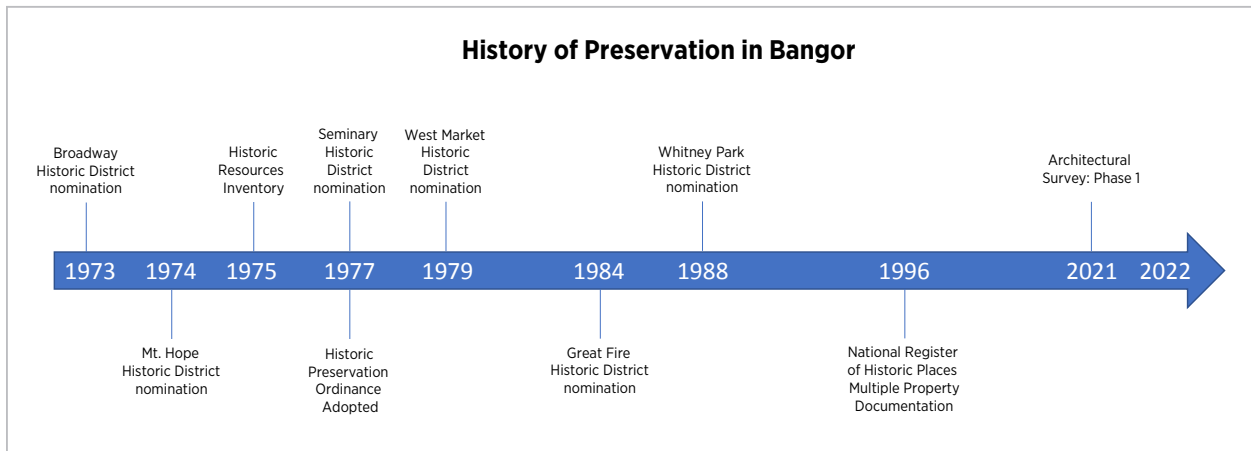 History of Preservation in Bangor
Broadway
Historic District
nomination
Historic
Resources
Inventory
Seminary
Historic
District
nomination
West Market
Historic
District
nomination
Whitney Park
Historic District
nomination
Architectural
Survey: Phase 1
1973 1974 1975 1977 1979 1984 1988 1996 2021 2022
Mt. Hope
Historic District
nomination
Historic
Preservation
Ordinance
Adopted
Great Fire
Historic District
nomination
National Register
of Historic Places
Multiple Property
Documentation